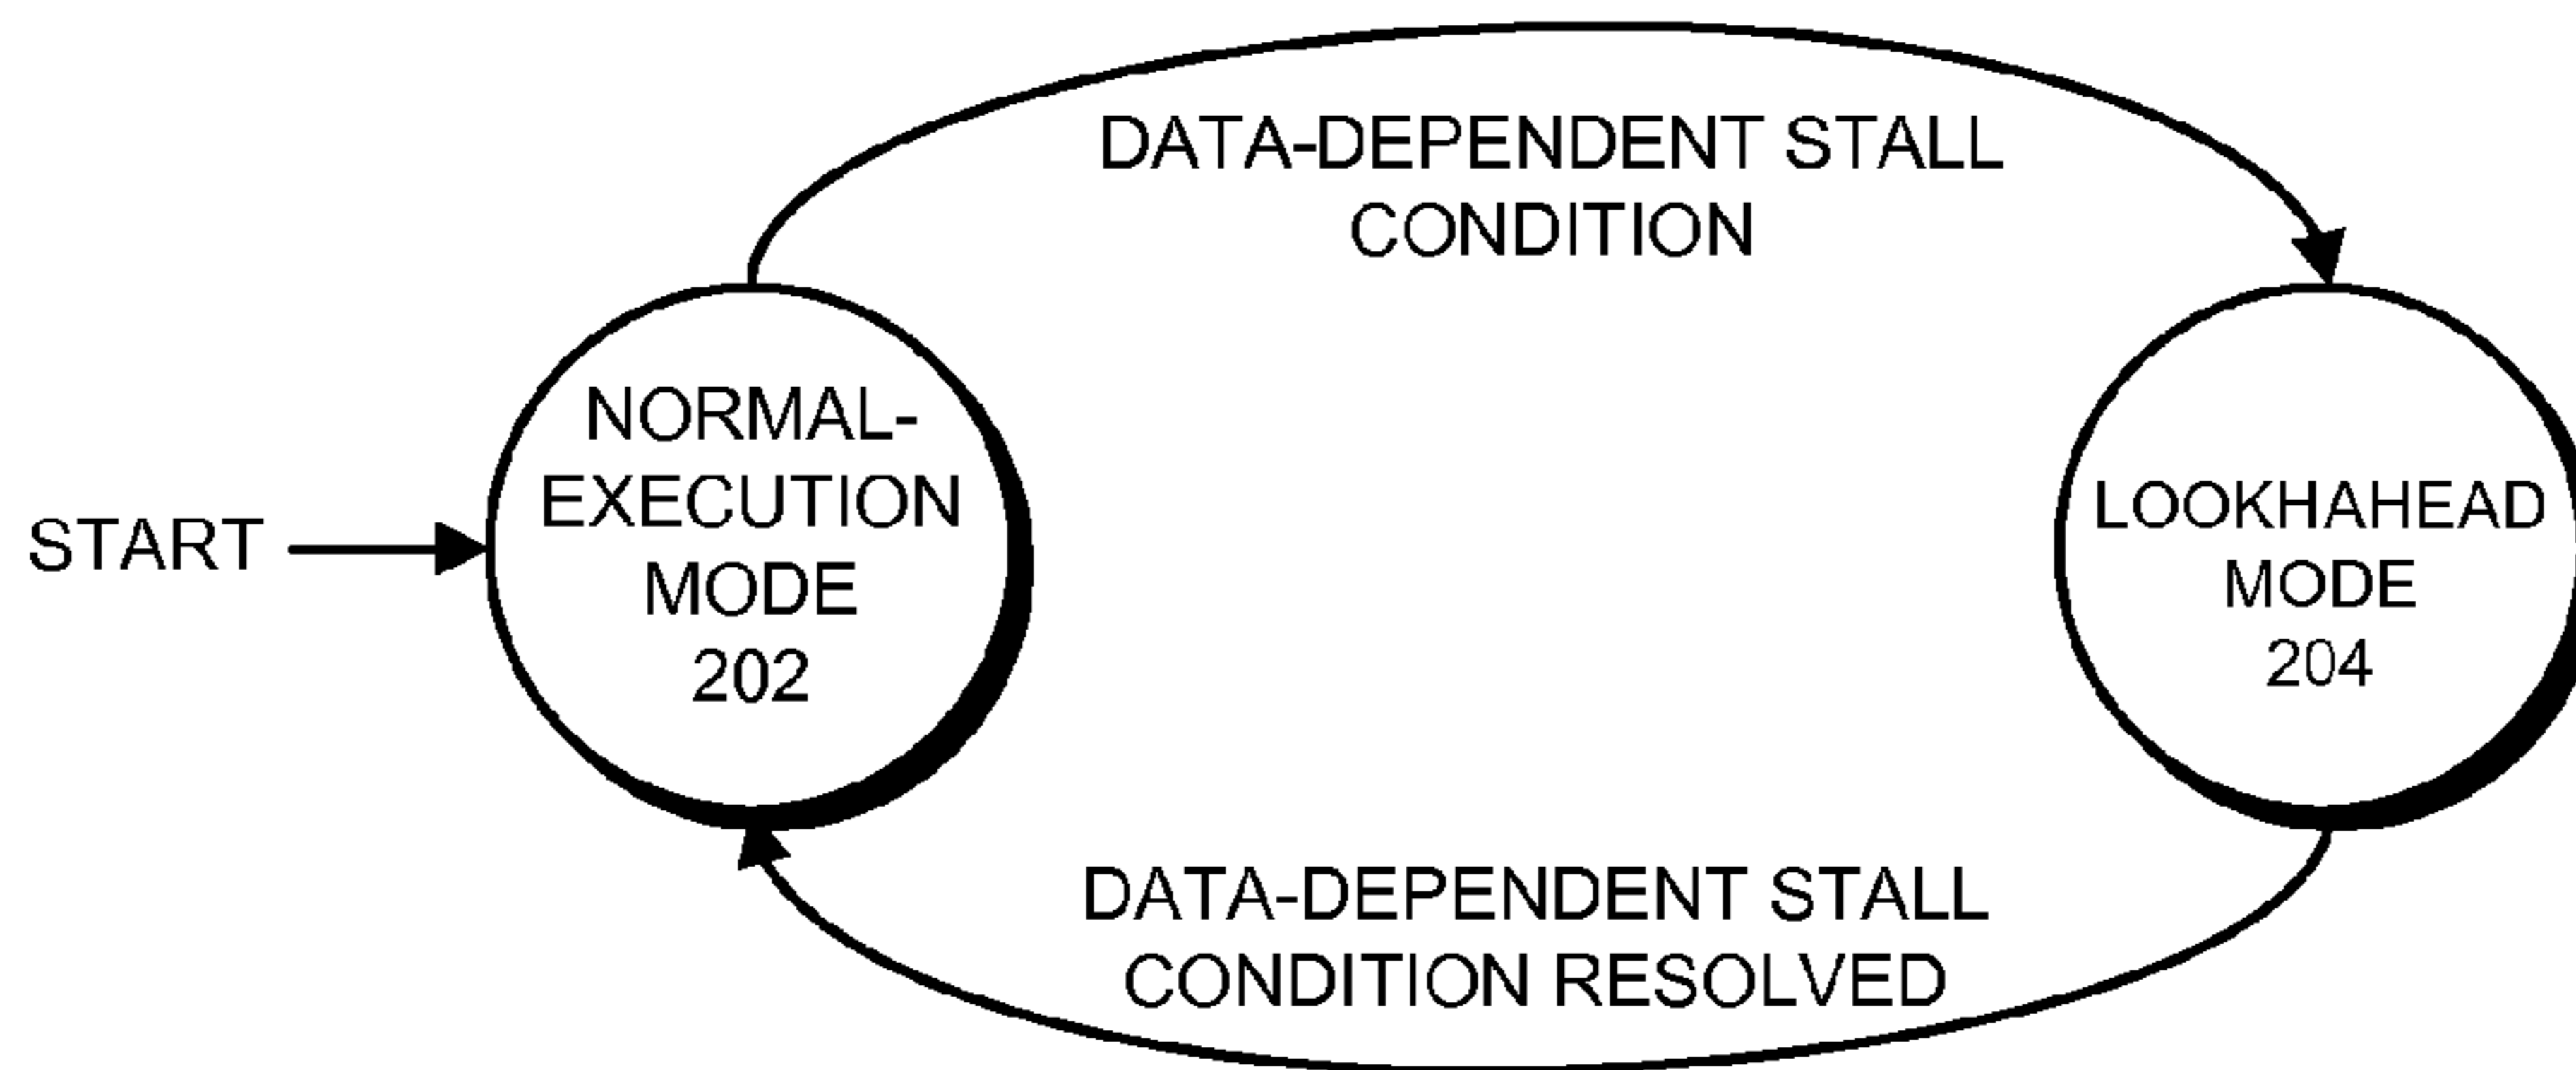 DATA-DEPENDENT STALL
CONDITION
START
NORMAL-
EXECUTION
MODE
202
LOOKHAHEAD
MODE
204
DATA-DEPENDENT STALL
CONDITION RESOLVED